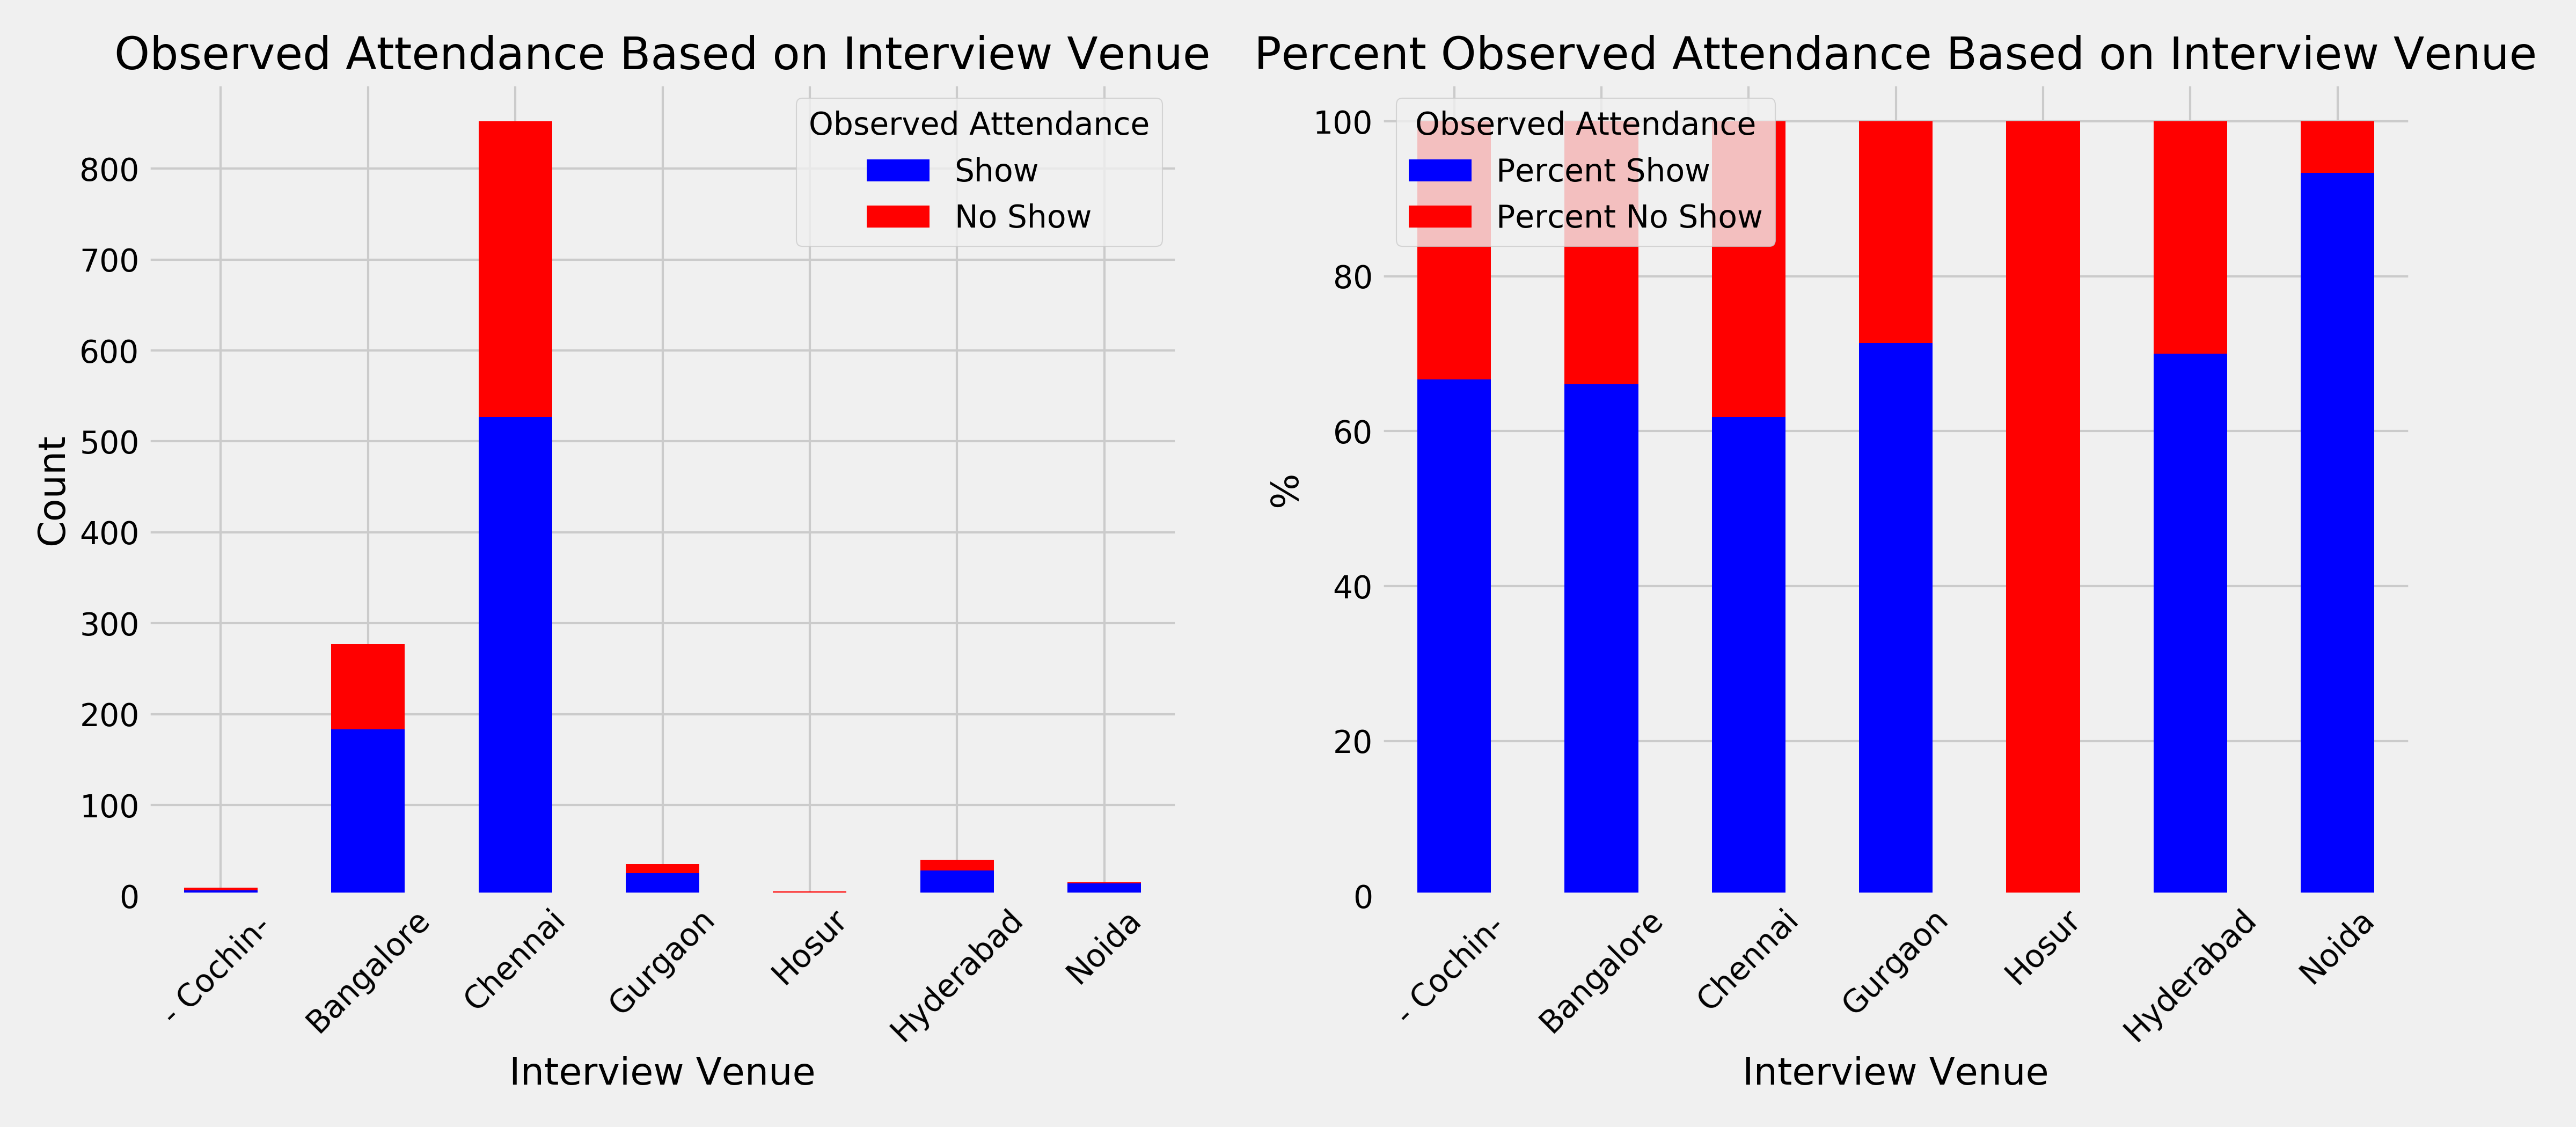 Observed Attendance Based on Interview Venue
Observed Attendance
Show
No Show
Count
800
700
600
500
400
300
200
100
0
- Cochin-
Bangalore
Chennai
Gurgaon
Hosur
Hyderabad
Noida
Interview Venue
Percent Observed Attendance Based on Interview Venue
Observed Attendance
Percent Show
Percent No Show
%
100
80
60
40
20
0
- Cochin-
Bangalore
Chennai
Gurgaon
Hosur
Hyderabad
Noida
Interview Venue